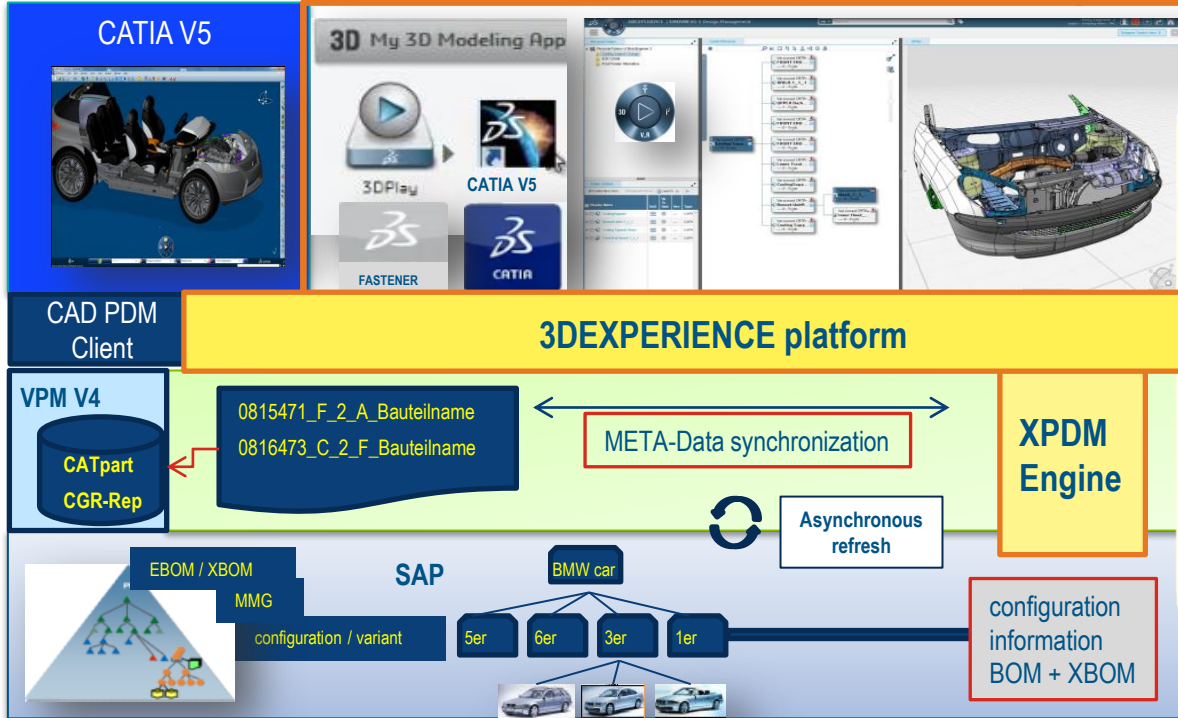 CATIA V5
3D My 3D Modeling App
3DPlay
CATIA V5
FASTENER
CATIA
3D
V.R
CAD PDM
Client
3DEXPERIENCE platform
VPM V4
CATpart
CGR-Rep
0815471_F_2_A_Bauteilname
0816473_C_2_F_Bauteilname
META-Data synchronization
XPDM
Engine
Asynchronous
refresh
EBOM / XBOM
MMG
configuration / variant
SAP
BMW car
5er
6er
3er
1er
configuration
information
BOM + XBOM